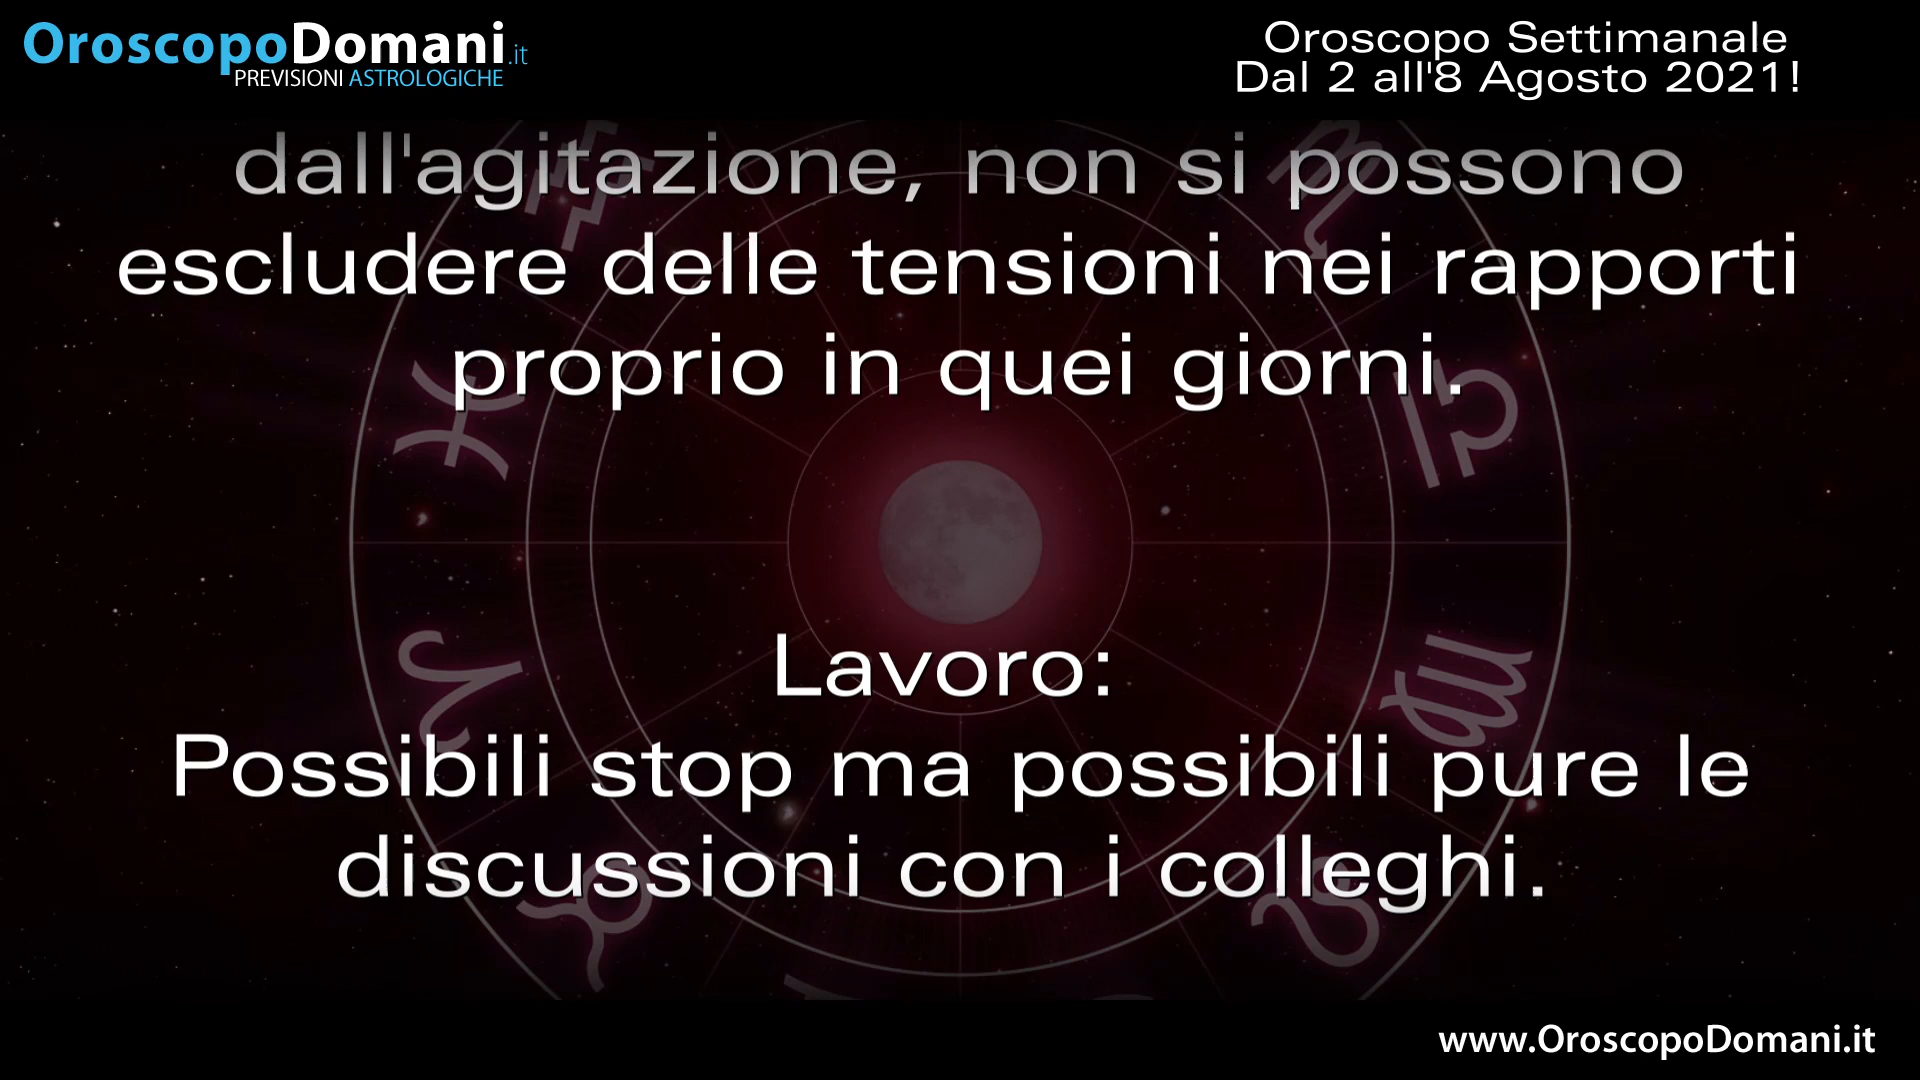 OroscopoDomani.it
PREVISIONI ASTROLOGICHE
Oroscopo Settimanale
Dal 2 all'8 Agosto 2021!
dall'agitazione, non si possono
escludere delle tensioni nei rapporti
proprio in quei giorni.
Lavoro:
Possibili stop ma possibili pure le
discussioni con i colleghi.
www.OroscopoDomani.it